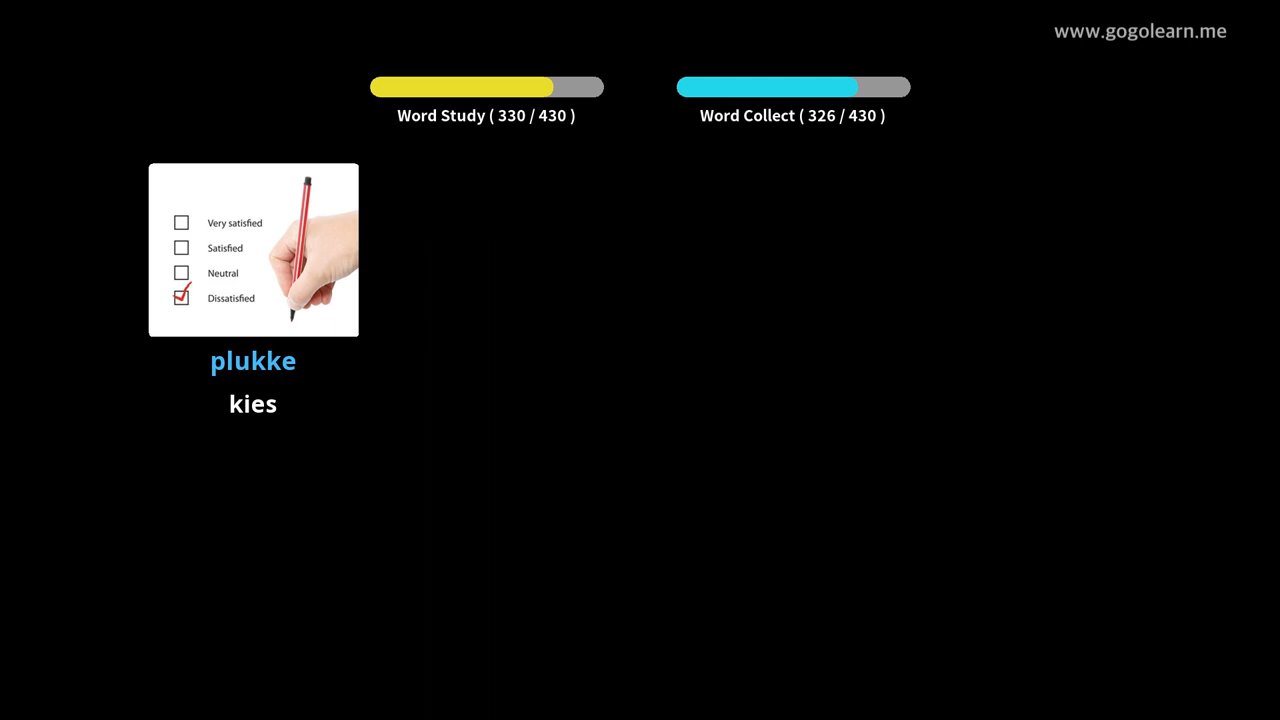 www.gogolearn.me
Word Study ( 330 / 430 )
Word Collect ( 326 / 430 )
Very satisfied
Satisfied
Neutral
Dissatisfied
plukke
kies